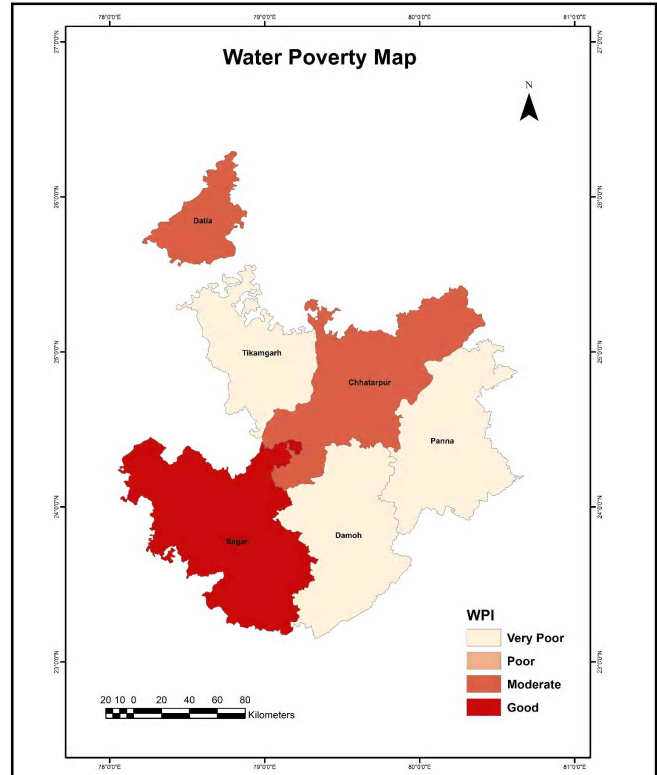 78°0'0"E 79°0'0"E 80°0'0"E 81°0'0"E
27°0'0"N 27°0'0"N
Water Poverty Map
N
26°0'0"N 26°0'0"N
Datia
25°0'0"N 25°0'0"N
Tikamgarh
Chhatarpur
Panna
24°0'0"N 24°0'0"N
Sagar
Damoh
WPI
Very Poor
Poor
Moderate
Good
23°0'0"N 23°0'0"N
20 10 0 20 40 60 80
Kilometers
78°0'0"E 79°0'0"E 80°0'0"E 81°0'0"E